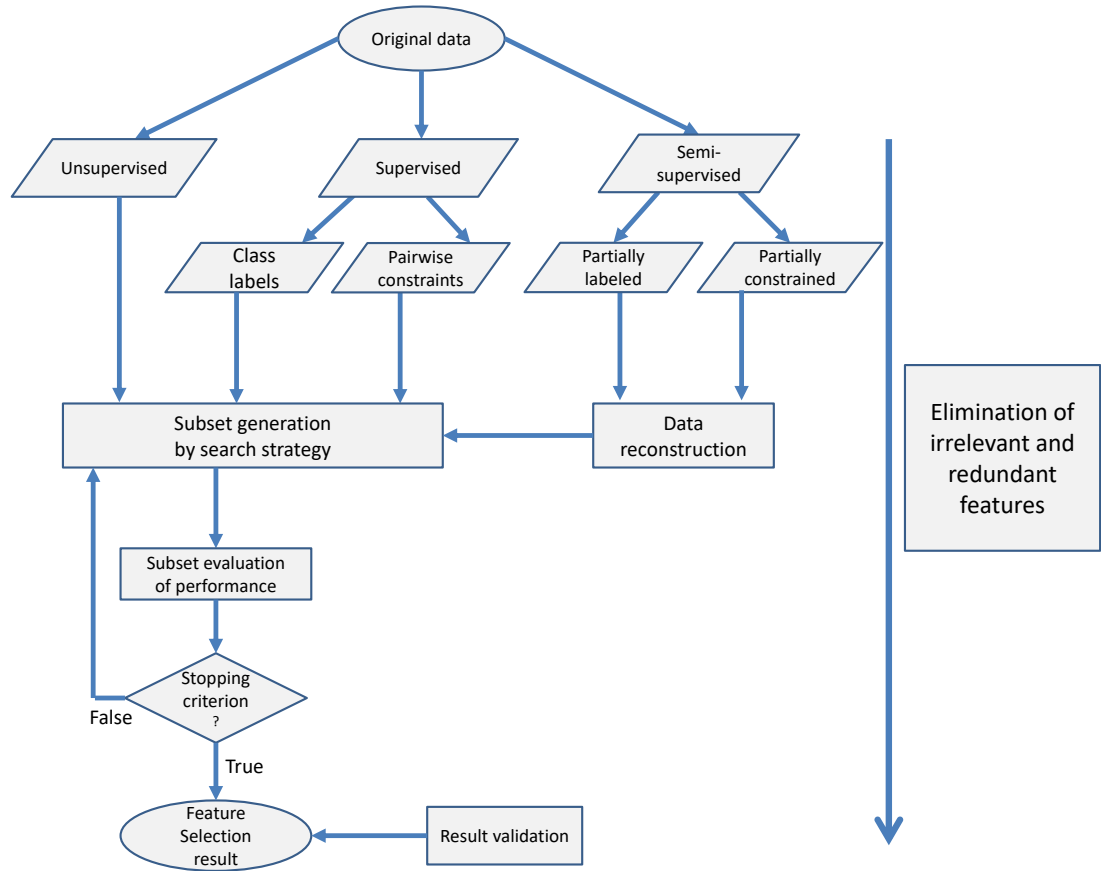 Original data
Unsupervised
Supervised
Semi-
supervised
Class
labels
Pairwise
constraints
Partially
labeled
Partially
constrained
Subset generation
by search strategy
Data
reconstruction
Elimination of
irrelevant and
redundant
features
Subset evaluation
of performance
Stopping
criterion
?
False
True
Feature
Selection
result
Result validation